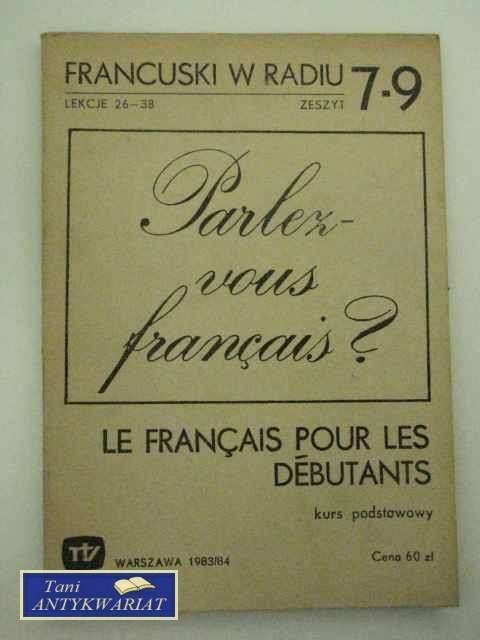 FRANCUSKI W RADIU 7-9
LEKCJE 26-38 ZESZYT
Parlez-
vous
français?
LE FRANÇAIS POUR LES
DÉBUTANTS
kurs podstawowy
tv WARSZAWA 1983/84 Cena 60 zł
Tani
ANTYKWARIAT